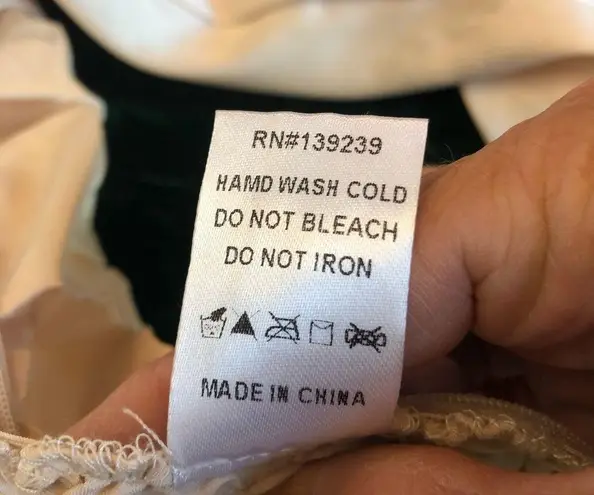 RN#139239
HAMD WASH COLD
DO NOT BLEACH
DO NOT IRON
MADE IN CHINA